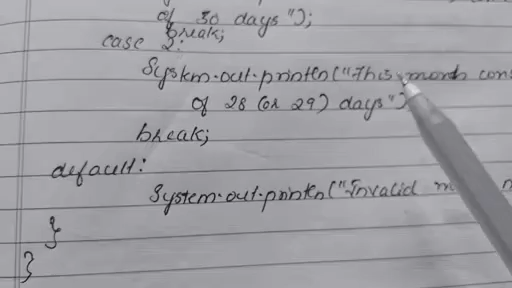 of 30 days");
break;
case 2:
System.out.println("This month cons
of 28 (or 29) days")
break;
default:
System.out.println("Invalid
}
}